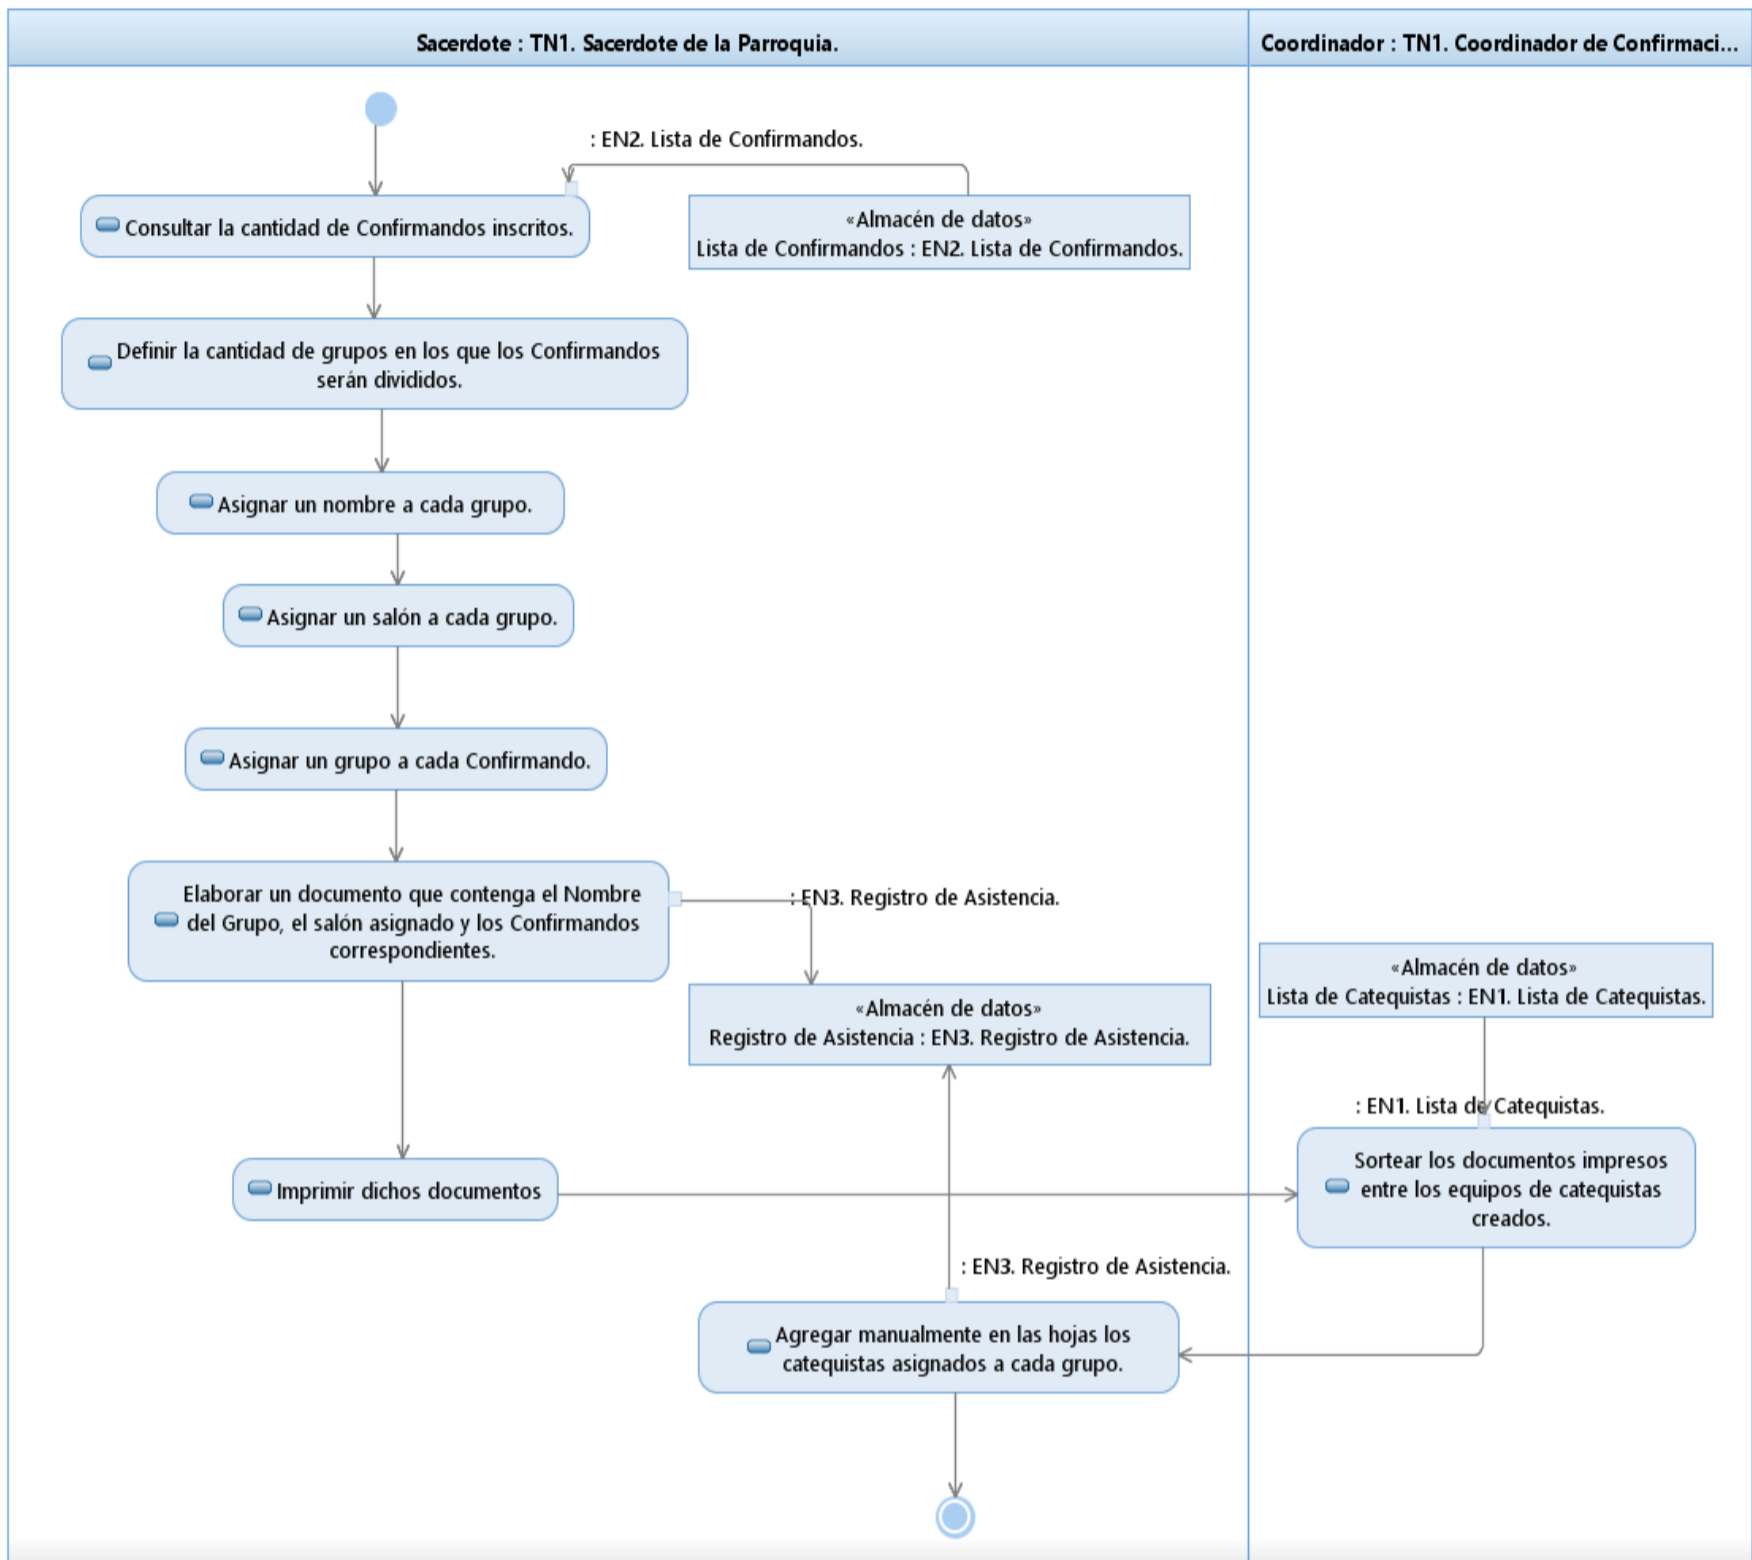 Sacerdote : TN1. Sacerdote de la Parroquia.
Coordinador : TN1. Coordinador de Confirmaci...
: EN2. Lista de Confirmandos.
Consultar la cantidad de Confirmandos inscritos.
«Almacén de datos»
Lista de Confirmandos : EN2. Lista de Confirmandos.
Definir la cantidad de grupos en los que los Confirmandos
serán divididos.
Asignar un nombre a cada grupo.
Asignar un salón a cada grupo.
Asignar un grupo a cada Confirmando.
Elaborar un documento que contenga el Nombre
del Grupo, el salón asignado y los Confirmandos
correspondientes.
: EN3. Registro de Asistencia.
«Almacén de datos»
Registro de Asistencia : EN3. Registro de Asistencia.
«Almacén de datos»
Lista de Catequistas : EN1. Lista de Catequistas.
: EN1. Lista de Catequistas.
Imprimir dichos documentos
Sortear los documentos impresos
entre los equipos de catequistas
creados.
: EN3. Registro de Asistencia.
Agregar manualmente en las hojas los
catequistas asignados a cada grupo.